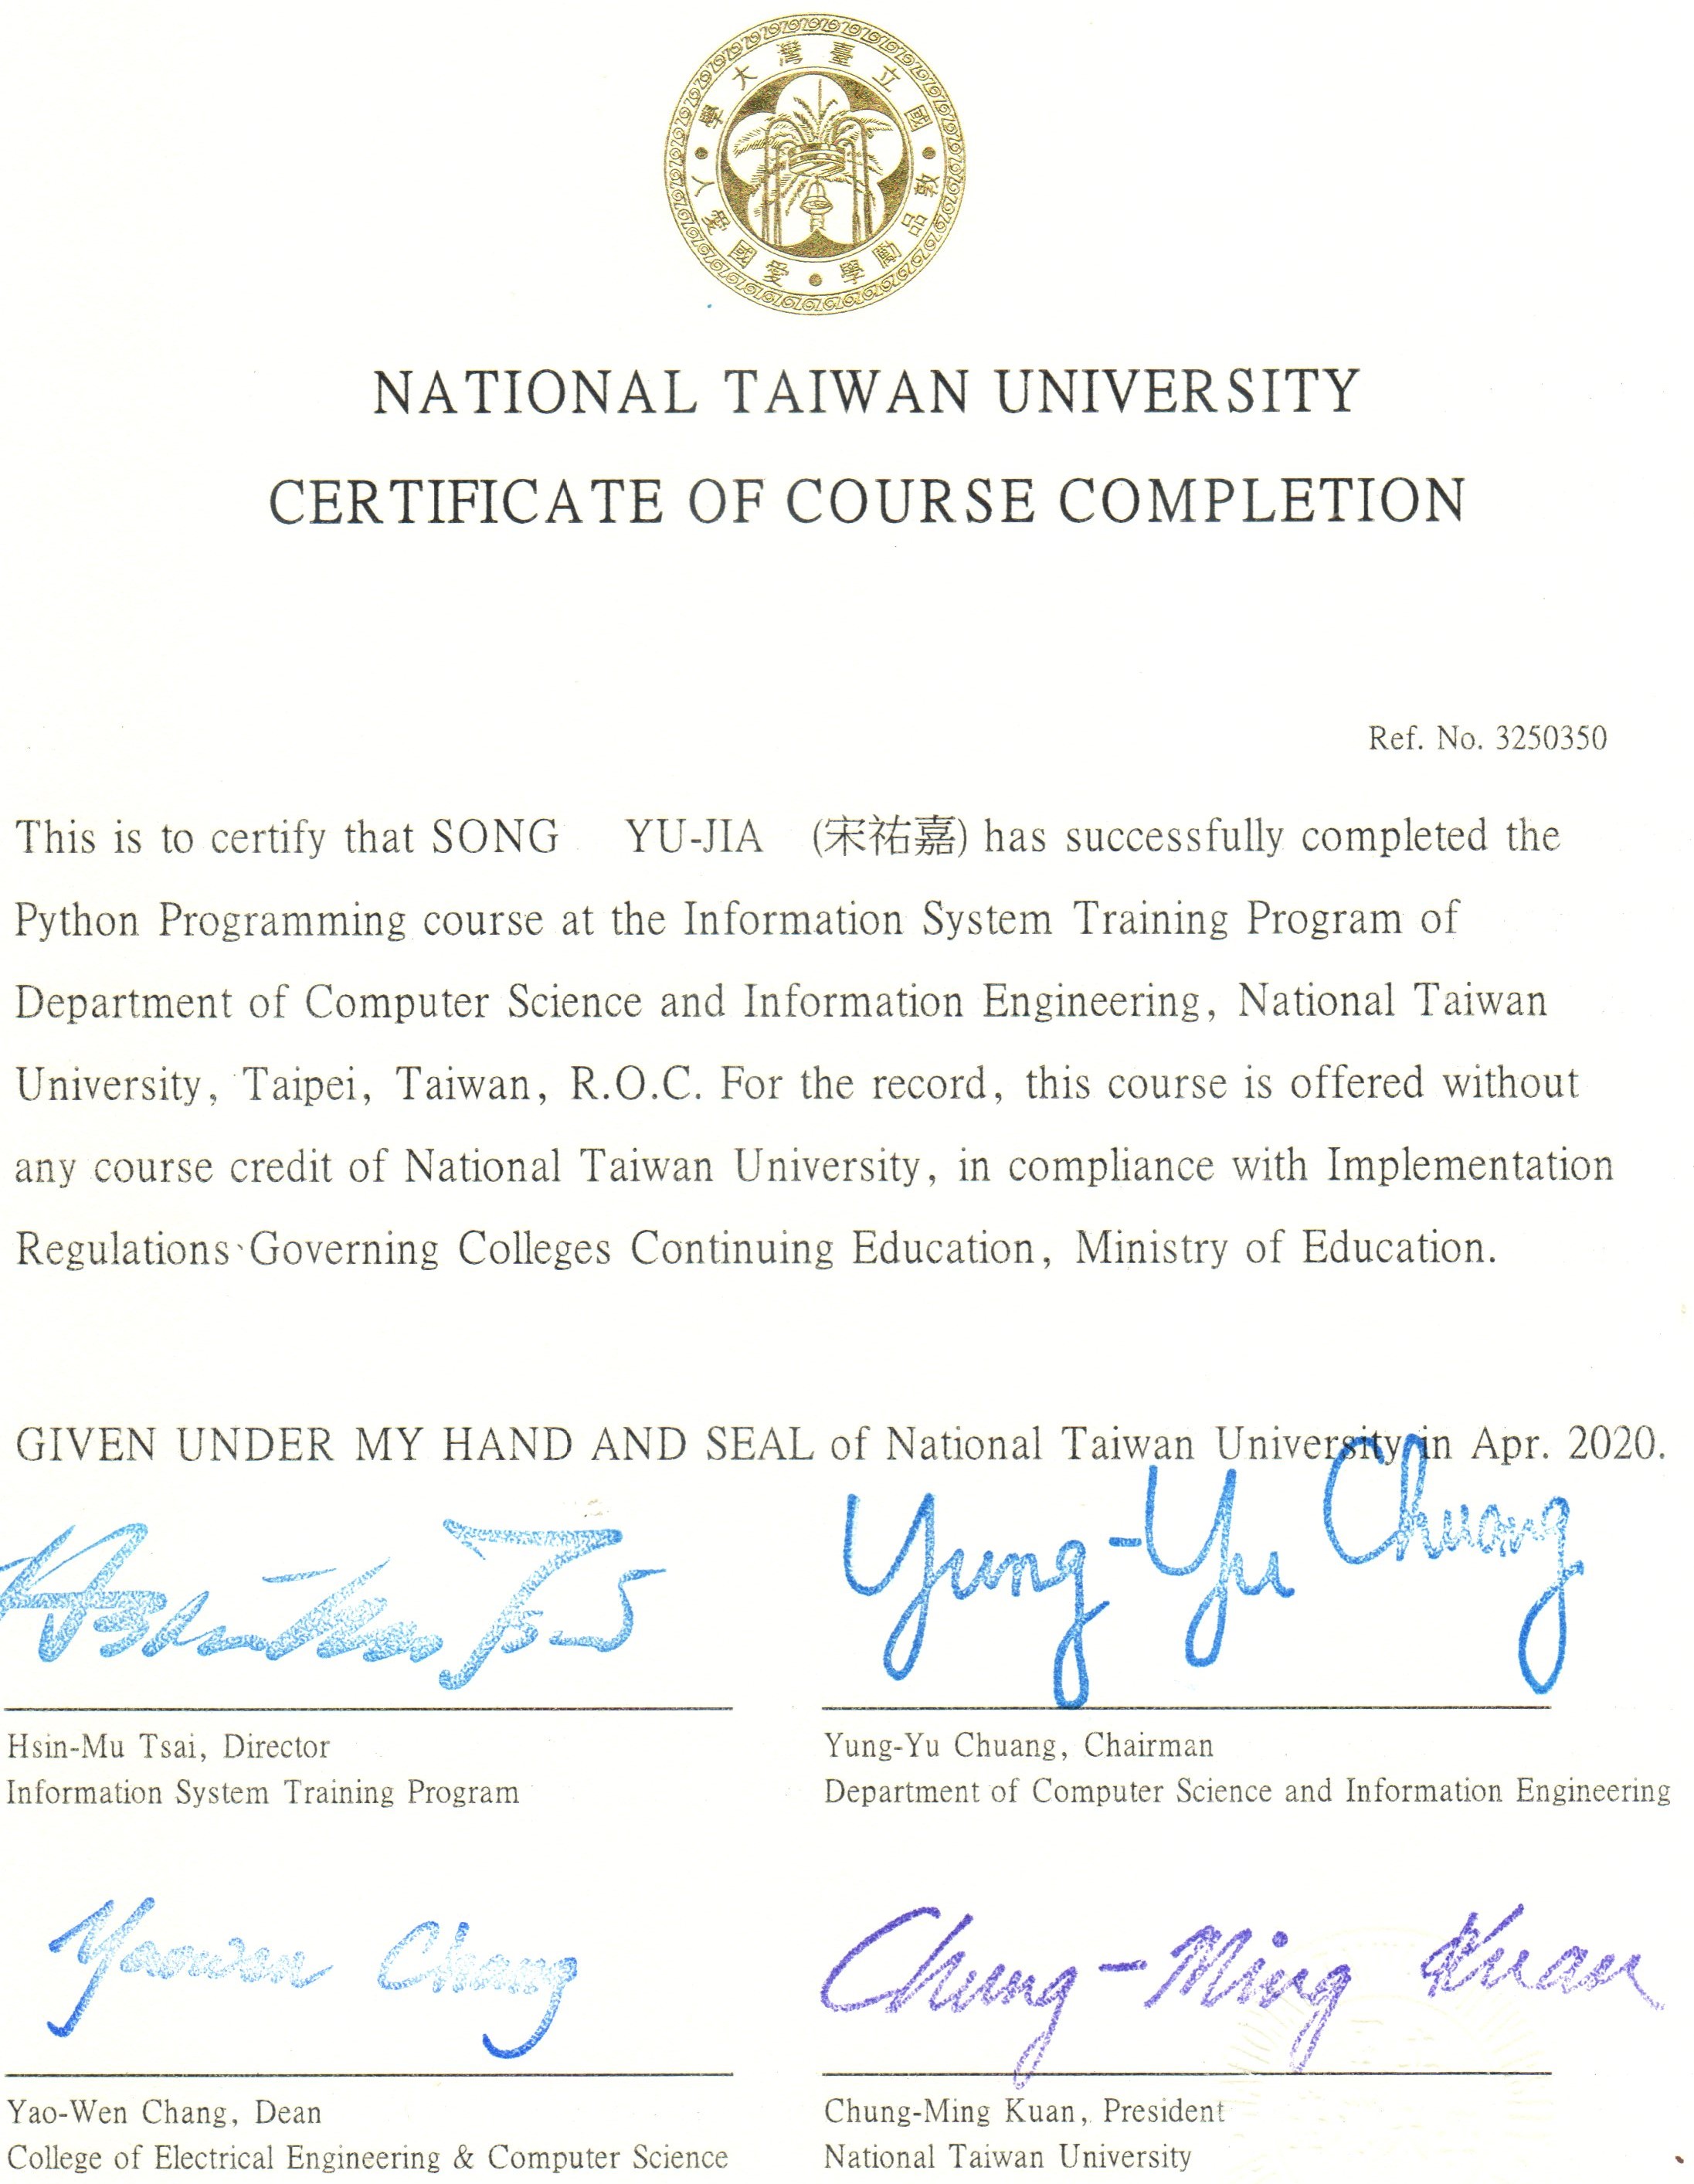 國立臺灣大學
敦品勵學 愛國愛人
NATIONAL TAIWAN UNIVERSITY
CERTIFICATE OF COURSE COMPLETION
Ref. No. 3250350
This is to certify that SONG YU-JIA (宋祐嘉) has successfully completed the
Python Programming course at the Information System Training Program of
Department of Computer Science and Information Engineering, National Taiwan
University, Taipei, Taiwan, R.O.C. For the record, this course is offered without
any course credit of National Taiwan University, in compliance with Implementation
Regulations Governing Colleges Continuing Education, Ministry of Education.
GIVEN UNDER MY HAND AND SEAL of National Taiwan University in Apr. 2020.
Hsin-Mu Tsai
Yung-Yu Chuang
Hsin-Mu Tsai, Director
Yung-Yu Chuang, Chairman
Information System Training Program
Department of Computer Science and Information Engineering
Yaowen Chang
Chung-Ming Kuan
Yao-Wen Chang, Dean
Chung-Ming Kuan, President
College of Electrical Engineering & Computer Science
National Taiwan University